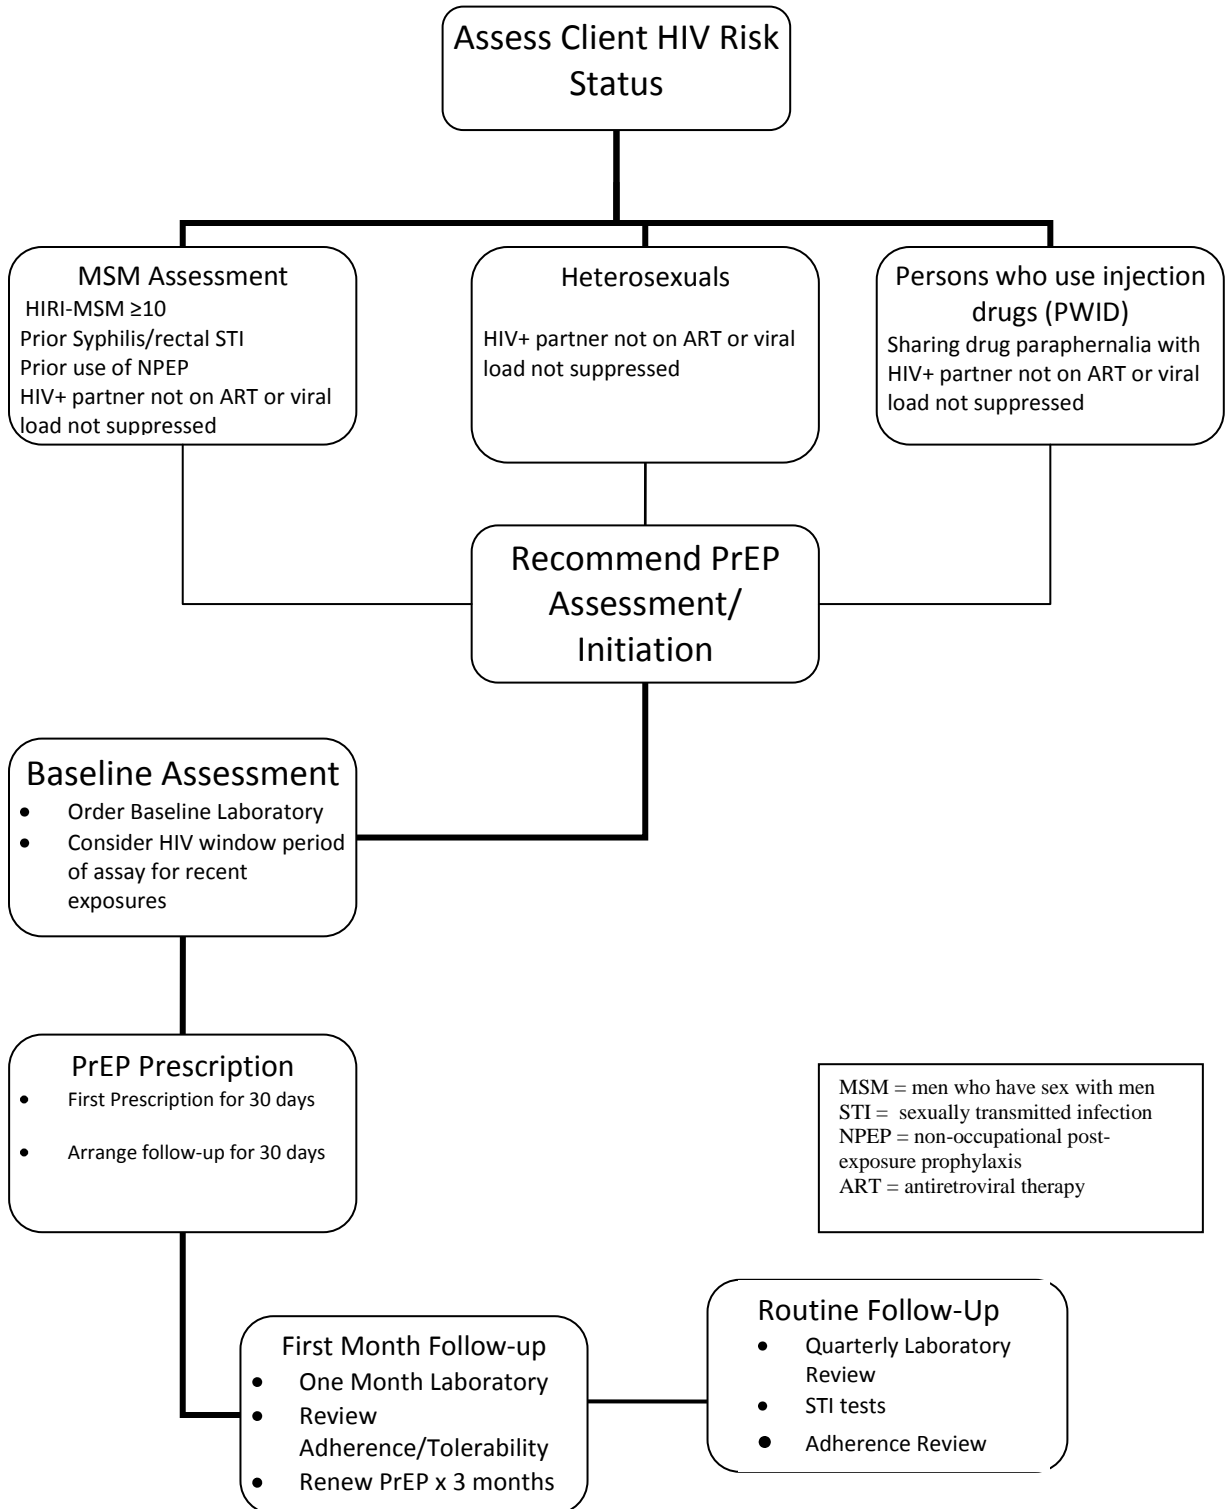 Assess Client HIV Risk
Status
MSM Assessment
HIRI-MSM ≥10
Prior Syphilis/rectal STI
Prior use of NPEP
HIV+ partner not on ART or viral
load not suppressed
Heterosexuals
HIV+ partner not on ART or viral
load not suppressed
Persons who use injection
drugs (PWID)
Sharing drug paraphernalia with
HIV+ partner not on ART or viral
load not suppressed
Recommend PrEP
Assessment/
Initiation
Baseline Assessment
• Order Baseline Laboratory
• Consider HIV window period
of assay for recent
exposures
PrEP Prescription
• First Prescription for 30 days
• Arrange follow-up for 30 days
MSM = men who have sex with men
STI = sexually transmitted infection
NPEP = non-occupational post-
exposure prophylaxis
ART = antiretroviral therapy
First Month Follow-up
• One Month Laboratory
• Review
Adherence/Tolerability
• Renew PrEP x 3 months
Routine Follow-Up
• Quarterly Laboratory
Review
• STI tests
• Adherence Review